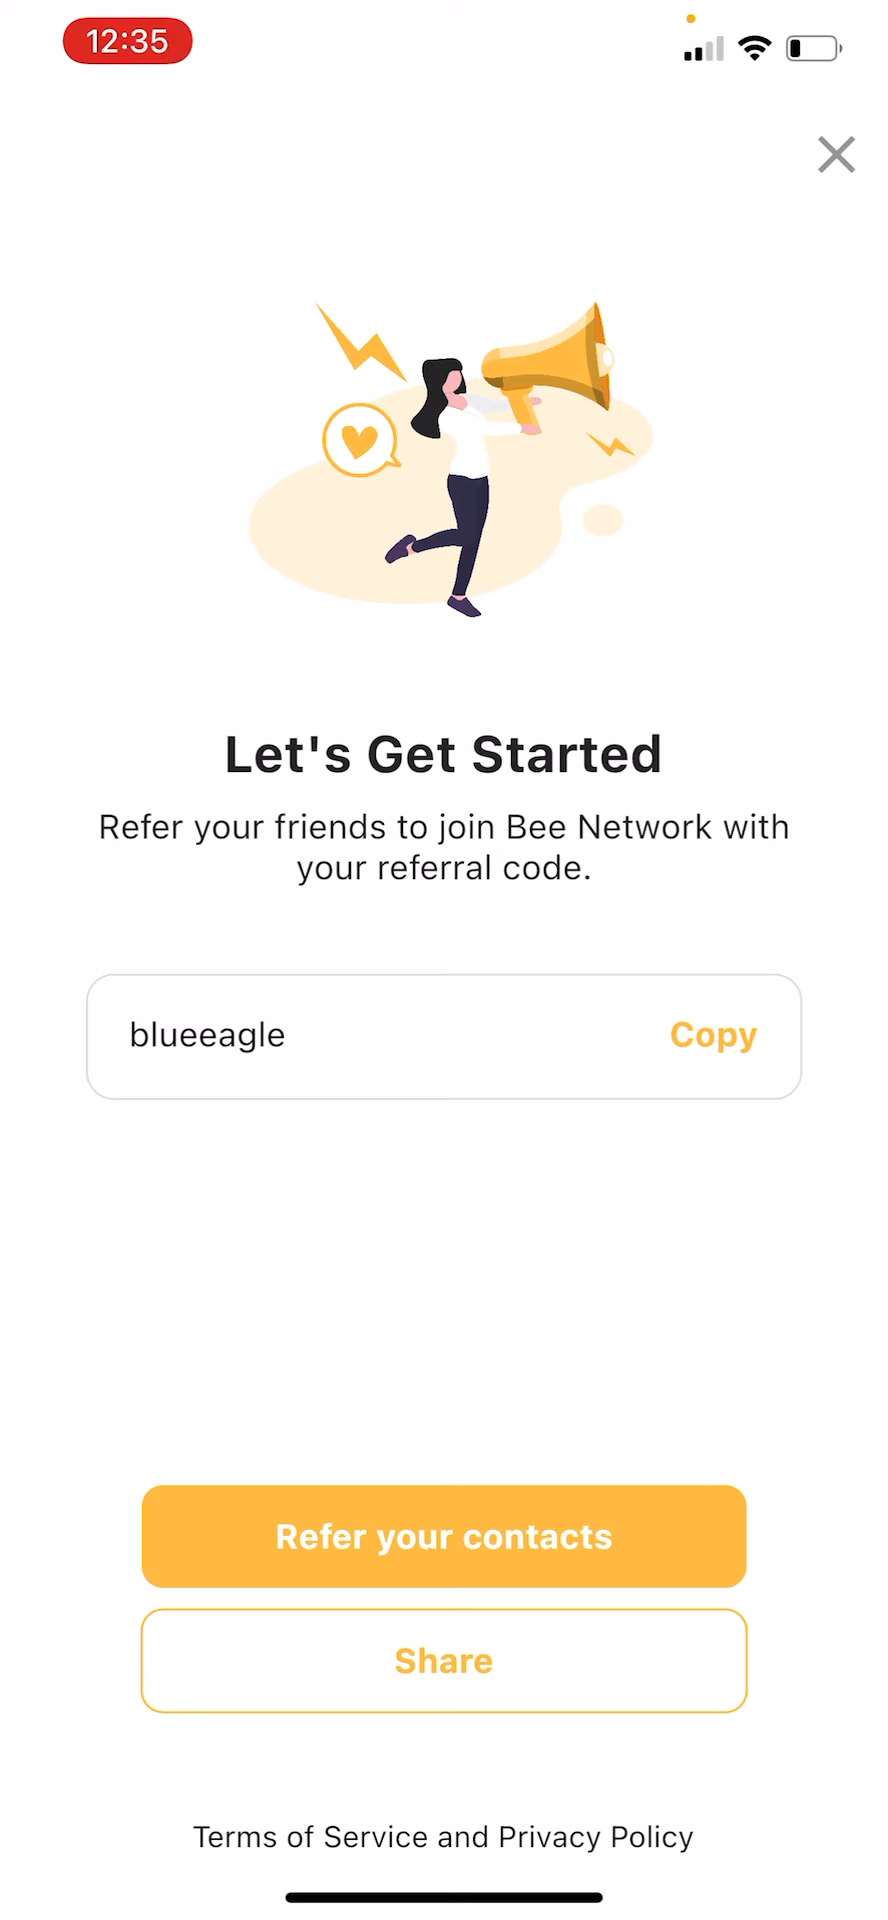 12:35
Let's Get Started
Refer your friends to join Bee Network with
your referral code.
blueeagle Copy
Refer your contacts
Share
Terms of Service and Privacy Policy